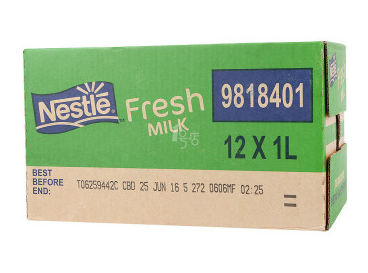 Nestlé
Fresh
MILK
9818401
12 X 1L
BEST
BEFORE
END:
T06259442C CBD 25 JUN 16 5 272 0606MF 02:25